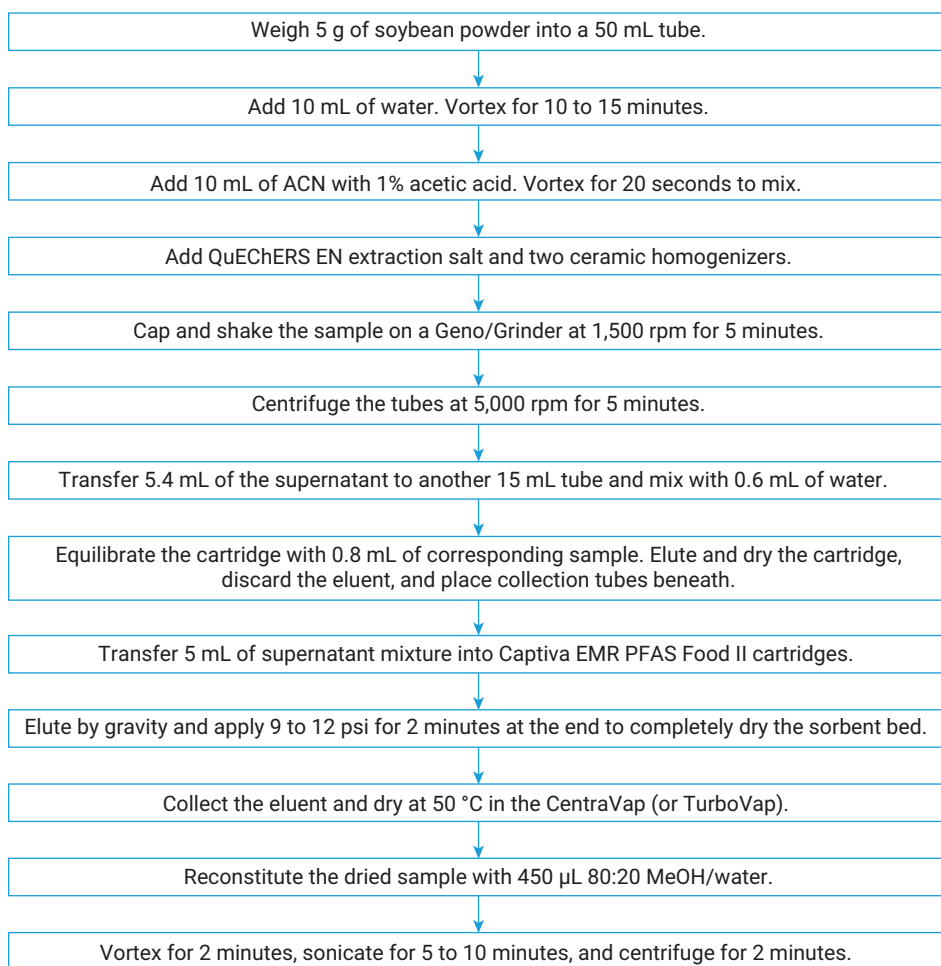 Weigh 5 g of soybean powder into a 50 mL tube.
Add 10 mL of water. Vortex for 10 to 15 minutes.
Add 10 mL of ACN with 1% acetic acid. Vortex for 20 seconds to mix.
Add QuEChERS EN extraction salt and two ceramic homogenizers.
Cap and shake the sample on a Geno/Grinder at 1,500 rpm for 5 minutes.
Centrifuge the tubes at 5,000 rpm for 5 minutes.
Transfer 5.4 mL of the supernatant to another 15 mL tube and mix with 0.6 mL of water.
Equilibrate the cartridge with 0.8 mL of corresponding sample. Elute and dry the cartridge,
discard the eluent, and place collection tubes beneath.
Transfer 5 mL of supernatant mixture into Captiva EMR PFAS Food II cartridges.
Elute by gravity and apply 9 to 12 psi for 2 minutes at the end to completely dry the sorbent bed.
Collect the eluent and dry at 50 °C in the CentraVap (or TurboVap).
Reconstitute the dried sample with 450 µL 80:20 MeOH/water.
Vortex for 2 minutes, sonicate for 5 to 10 minutes, and centrifuge for 2 minutes.